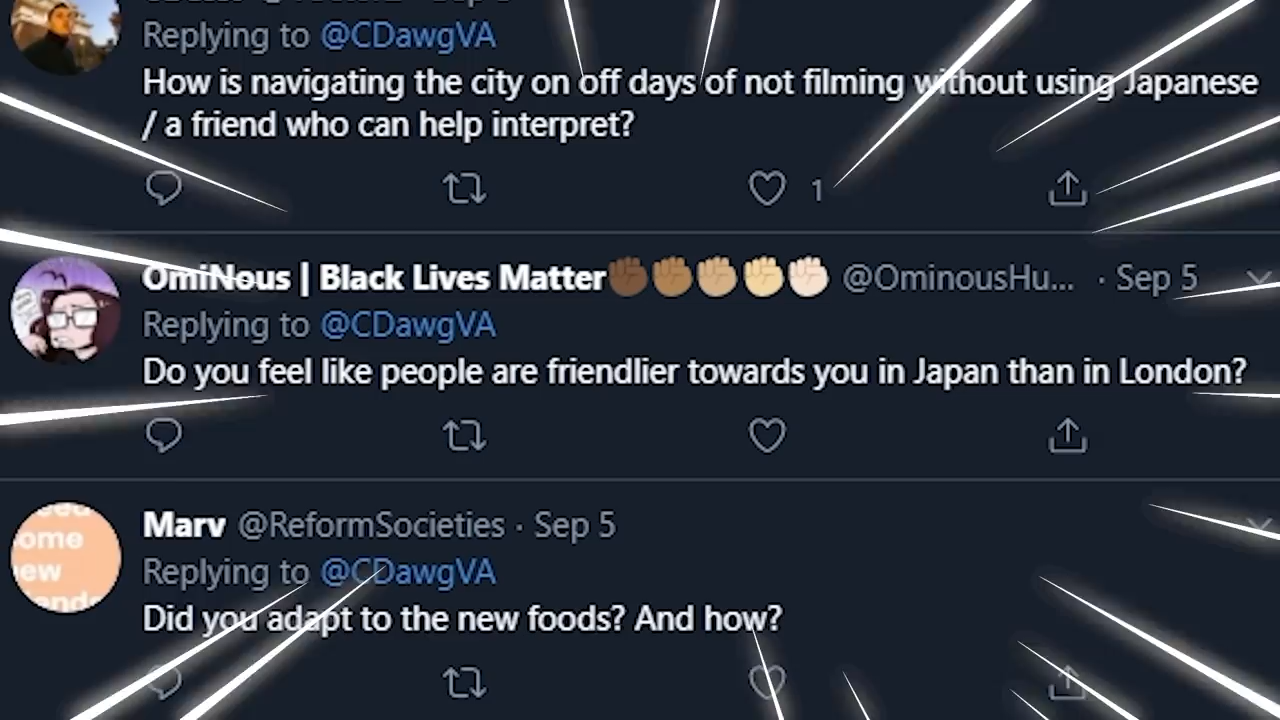 Replying to @CDawgVA
How is navigating the city on off days of not filming without using Japanese
/ a friend who can help interpret?
1
OmiNous | Black Lives Matter✊🏿✊🏾✊🏽✊🏼✊🏻 @OminousHu... · Sep 5
Replying to @CDawgVA
Do you feel like people are friendlier towards you in Japan than in London?
Marv @ReformSocieties · Sep 5
Replying to @CDawgVA
Did you adapt to the new foods? And how?
ome
ew